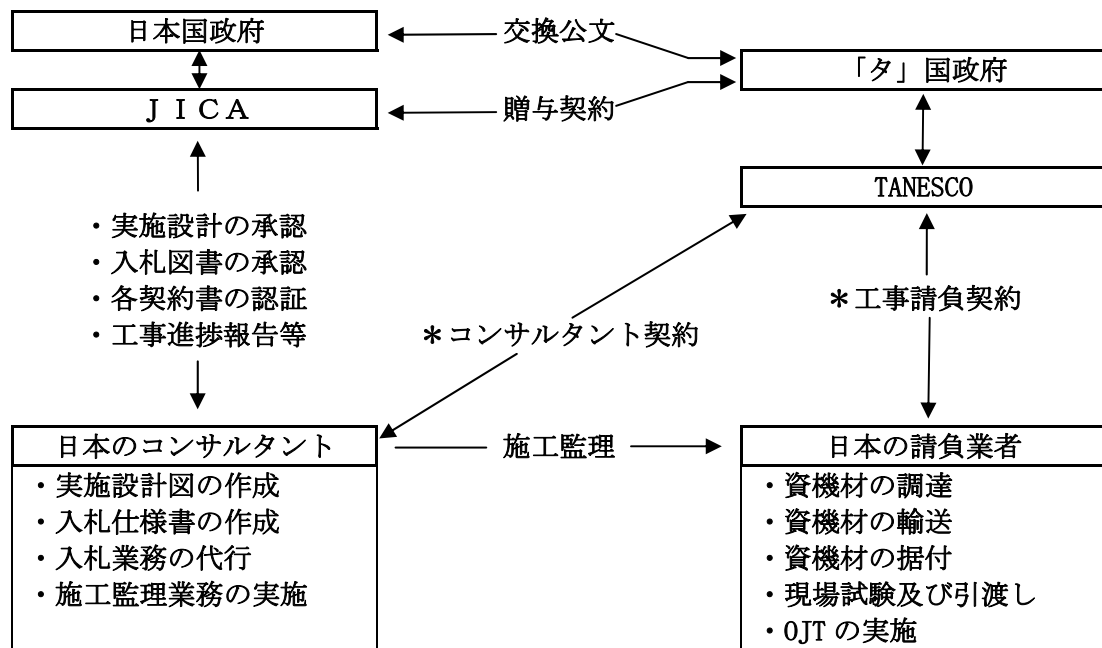 日本国政府
交換公文
「タ」国政府
ＪＩＣＡ
贈与契約
TANESCO
・実施設計の承認
・入札図書の承認
・各契約書の認証
・工事進捗報告等
＊工事請負契約
＊コンサルタント契約
日本のコンサルタント
施工監理
日本の請負業者
・実施設計図の作成
・入札仕様書の作成
・入札業務の代行
・施工監理業務の実施
・資機材の調達
・資機材の輸送
・資機材の据付
・現場試験及び引渡し
・OJTの実施